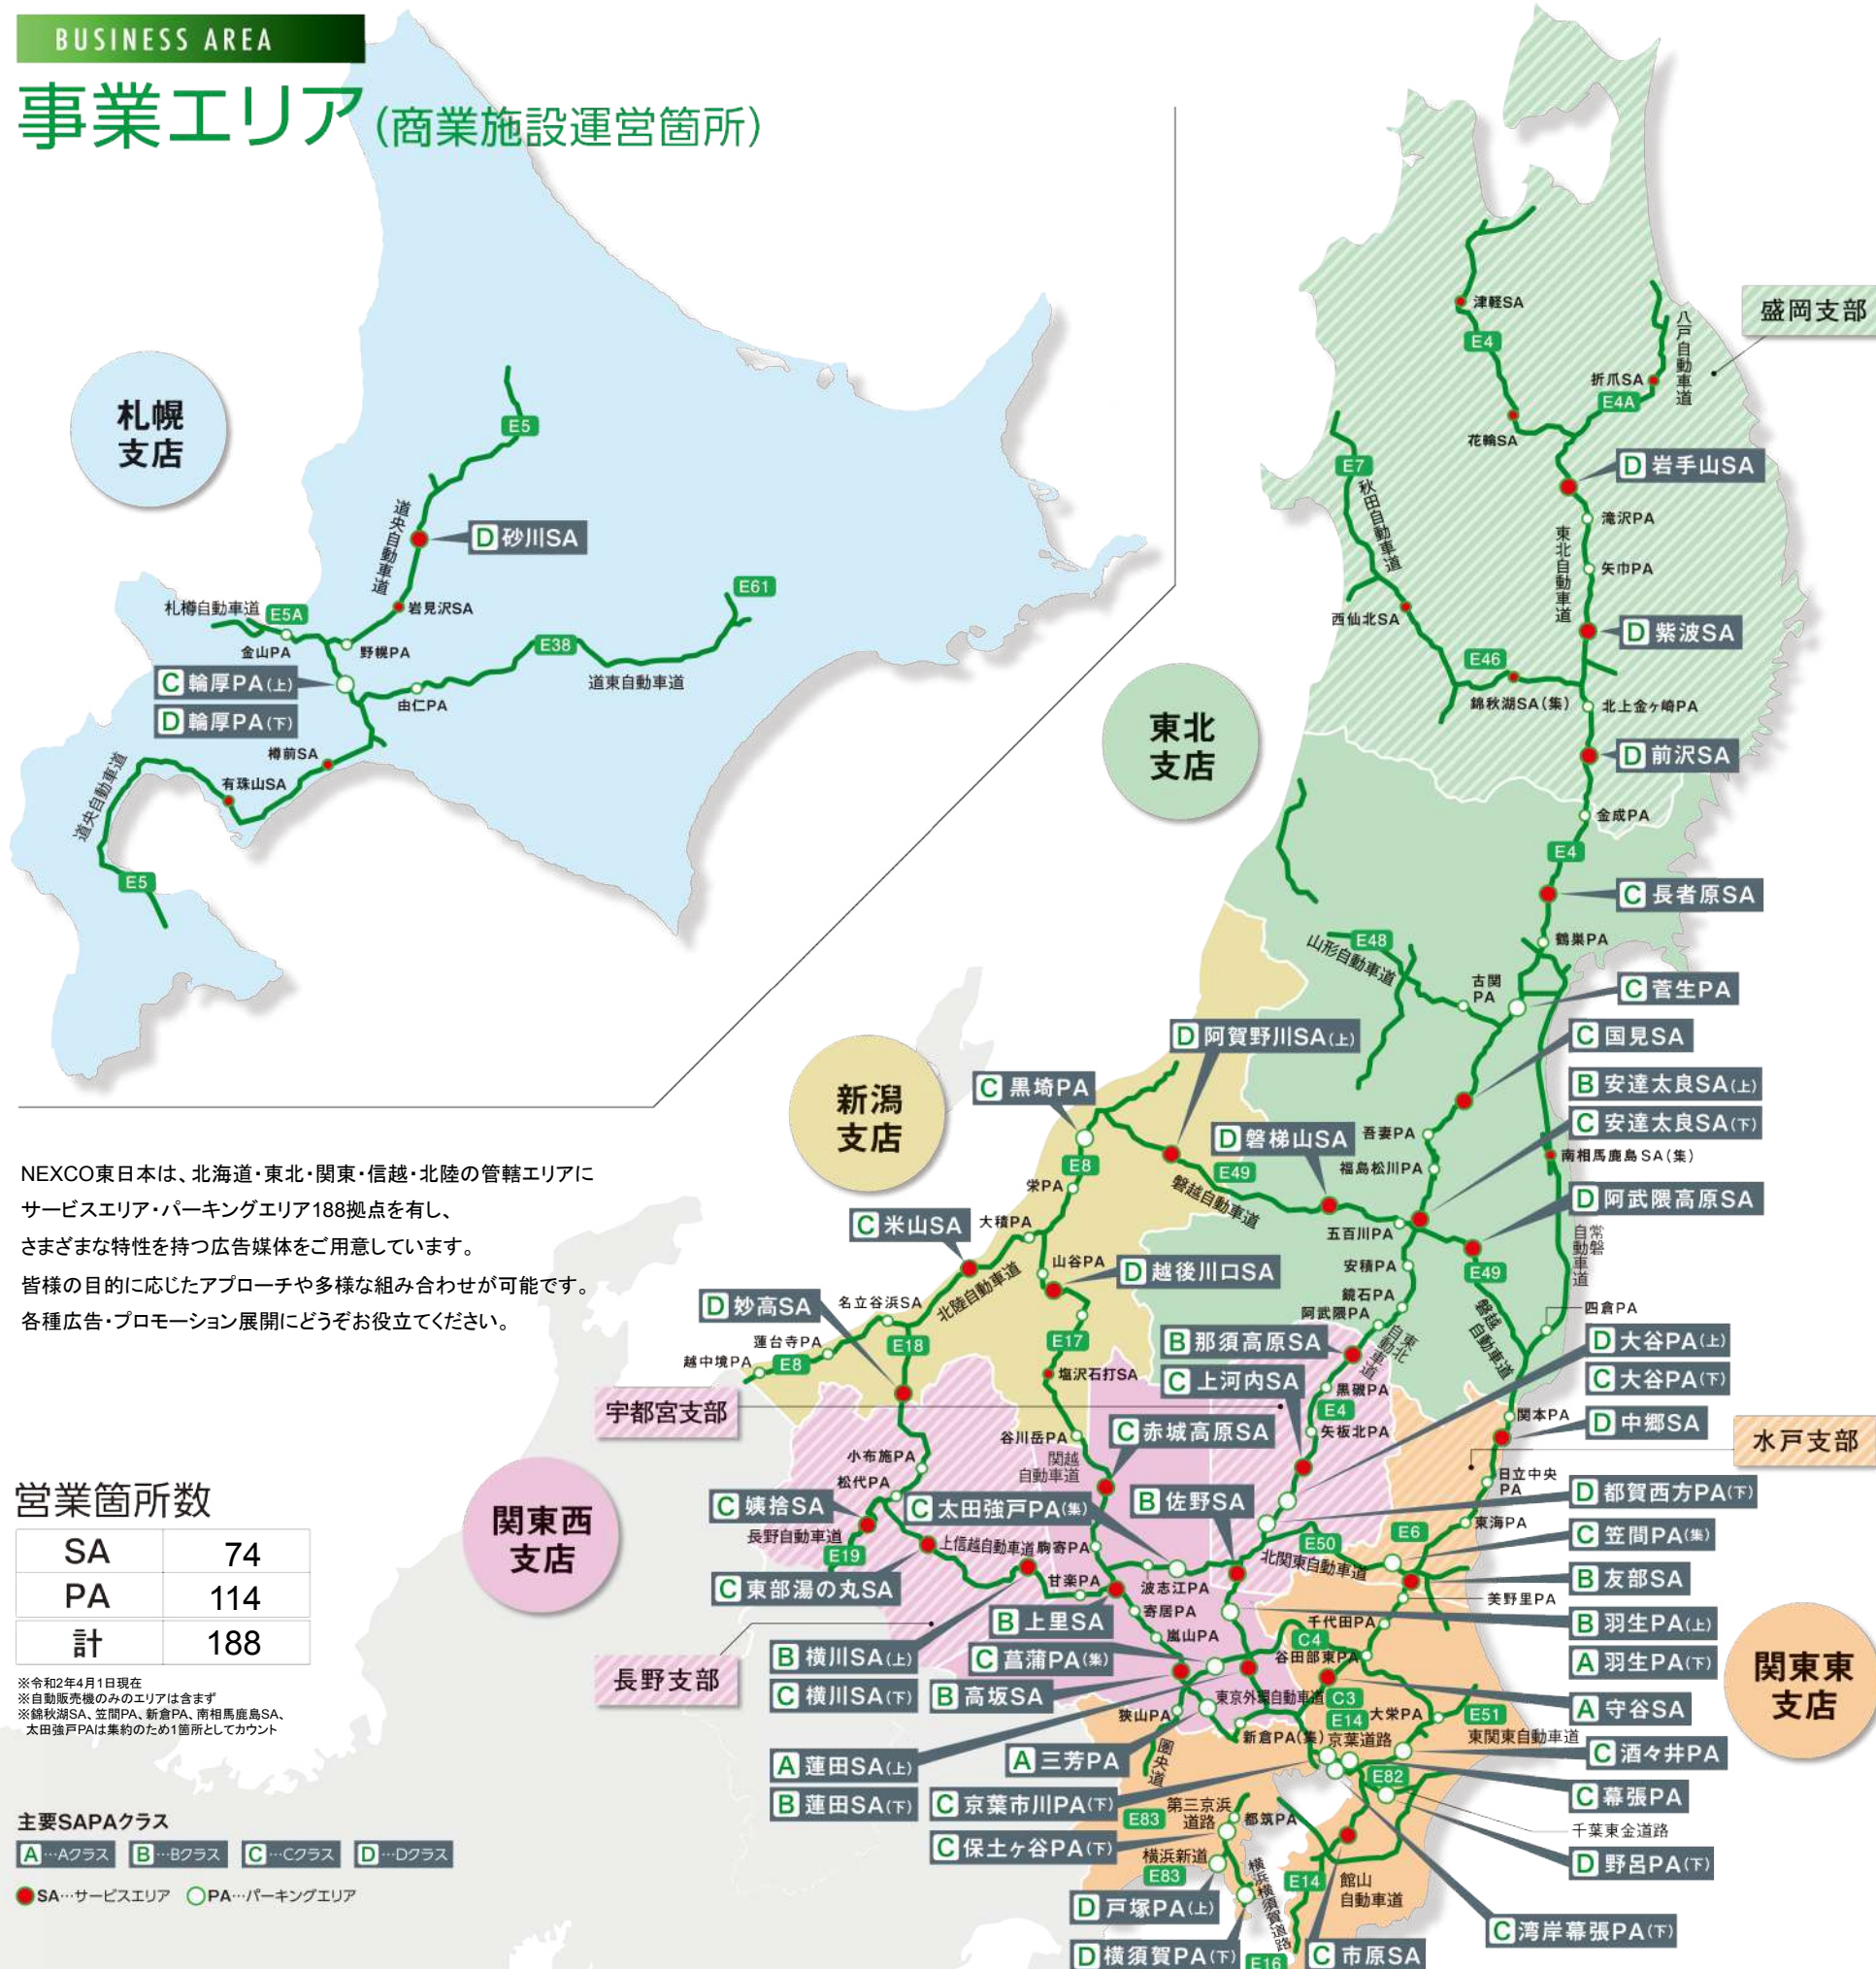 BUSINESS AREA
事業エリア(商業施設運営箇所)
札幌
支店
E5
道央自動車道
D 砂川SA
岩見沢SA
札樽自動車道
E5A
金山PA
野幌PA
E61
E38
道東自動車道
C 輪厚PA(上)
D 輪厚PA(下)
由仁PA
樽前SA
有珠山SA
道央自動車道
E5
盛岡支部
津軽SA
E4
八戸自動車道
折爪SA
E4A
花輪SA
D 岩手山SA
E7
秋田自動車道
滝沢PA
東北自動車道
矢巾PA
西仙北SA
D 紫波SA
E46
錦秋湖SA(集)
北上金ヶ崎PA
東北
支店
D 前沢SA
金成PA
E4
C 長者原SA
鶴巣PA
E48
山形自動車道
古関
PA
C 菅生PA
C 国見SA
B 安達太良SA(上)
C 安達太良SA(下)
南相馬鹿島SA(集)
D 阿武隈高原SA
新潟
支店
D 阿賀野川SA(上)
C 黒埼PA
D 磐梯山SA
吾妻PA
福島松川PA
E8
栄PA
E49
磐越自動車道
五百川PA
安積PA
鏡石PA
阿武隈PA
常磐
自動車道
E49
磐越
自動車道
四倉PA
C 米山SA
大積PA
山谷PA
D 越後川口SA
北陸自動車道
D 妙高SA
名立谷浜SA
蓮台寺PA
越中境PA
E8
E18
E17
塩沢石打SA
B 那須高原SA
東北
自動車道
C 上河内SA
黒磯PA
E4
矢板北PA
D 大谷PA(上)
C 大谷PA(下)
関本PA
D 中郷SA
水戸支部
日立中央
PA
宇都宮支部
NEXCO東日本は、北海道・東北・関東・信越・北陸の管轄エリアに
サービスエリア・パーキングエリア188拠点を有し、
さまざまな特性を持つ広告媒体をご用意しています。
皆様の目的に応じたアプローチや多様な組み合わせが可能です。
各種広告・プロモーション展開にどうぞお役立てください。
谷川岳PA
関越
自動車道
C 赤城高原SA
小布施PA
松代PA
C 姨捨SA
長野自動車道
E19
C 太田強戸PA(集)
B 佐野SA
D 都賀西方PA(下)
東海PA
E6
C 笠間PA(集)
E50
北関東自動車道
関東西
支店
上信越自動車道
駒寄PA
C 東部湯の丸SA
甘楽PA
波志江PA
B 友部SA
美野里PA
B 上里SA
寄居PA
嵐山PA
千代田PA
B 羽生PA(上)
A 羽生PA(下)
C4
谷田部東PA
長野支部
B 横川SA(上)
C 横川SA(下)
C 菖蒲PA(集)
B 高坂SA
東京外環自動車道
C3
E14
大栄PA
E51
A 守谷SA
関東東
支店
狭山PA
新倉PA(集)
京葉道路
東関東自動車道
C 酒々井PA
圏央道
A 三芳PA
A 蓮田SA(上)
B 蓮田SA(下)
E82
C 幕張PA
C 京葉市川PA(下)
E83
第三京浜
道路
都筑PA
千葉東金道路
C 保土ヶ谷PA(下)
横浜新道
E83
横浜横須賀道路
E14
館山
自動車道
D 野呂PA(下)
D 戸塚PA(上)
C 湾岸幕張PA(下)
D 横須賀PA(下)
E16
C 市原SA
営業箇所数
SA 74
PA 114
計 188
※令和2年4月1日現在
※自動販売機のみのエリアは含まず
※錦秋湖SA、笠間PA、新倉PA、南相馬鹿島SA、
太田強戸PAは集約のため1箇所としてカウント
主要SAPAクラス
A…Aクラス B…Bクラス C…Cクラス D…Dクラス
SA…サービスエリア PA…パーキングエリア